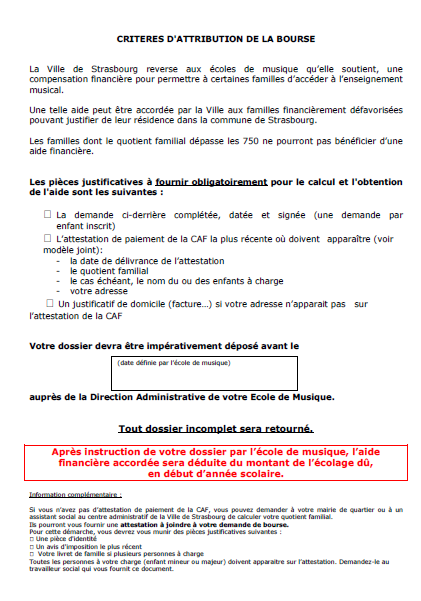 CRITERES D'ATTRIBUTION DE LA BOURSE
La Ville de Strasbourg reverse aux écoles de musique qu'elle soutient, une
compensation financière pour permettre à certaines familles d'accéder à l'enseignement
musical.
Une telle aide peut être accordée par la Ville aux familles financièrement défavorisées
pouvant justifier de leur résidence dans la commune de Strasbourg.
Les familles dont le quotient familial dépasse les 750 ne pourront pas bénéficier d'une
aide financière.
Les pièces justificatives à fournir obligatoirement pour le calcul et l'obtention
de l'aide sont les suivantes :
□ La demande ci-derrière complétée, datée et signée (une demande par
enfant inscrit)
□ L'attestation de paiement de la CAF la plus récente où doivent apparaître (voir
modèle joint):
- la date de délivrance de l'attestation
- le quotient familial
- le cas échéant, le nom du ou des enfants à charge
- votre adresse
□ Un justificatif de domicile (facture…) si votre adresse n'apparait pas sur
l'attestation de la CAF
Votre dossier devra être impérativement déposé avant le
(date définie par l'école de musique)
auprès de la Direction Administrative de votre Ecole de Musique.
Tout dossier incomplet sera retourné.
Après instruction de votre dossier par l'école de musique, l'aide
financière accordée sera déduite du montant de l'écolage dû,
en début d'année scolaire.
Information complémentaire :
Si vous n'avez pas d'attestation de paiement de la CAF, vous pouvez demander à votre mairie de quartier ou à un
assistant social au centre administratif de la Ville de Strasbourg de calculer votre quotient familial.
Ils pourront vous fournir une attestation à joindre à votre demande de bourse.
Pour cette démarche, vous devrez vous munir des pièces justificatives suivantes :
□ Une pièce d'identité
□ Un avis d'imposition le plus récent
□ Votre livret de famille si plusieurs personnes à charge
Toutes les personnes à votre charge (enfant mineur ou majeur) doivent apparaitre sur l'attestation. Demandez-le au
travailleur social qui vous fournit ce document.